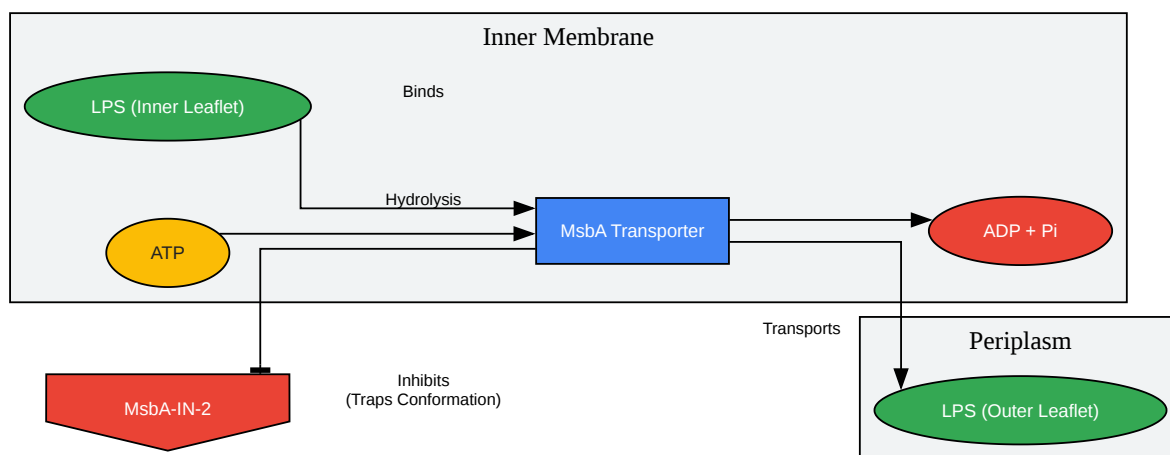 Inner Membrane
LPS (Inner Leaflet)
Binds
Hydrolysis
ATP
MsbA Transporter
ADP + Pi
Transports
Periplasm
MsbA-IN-2
Inhibits
(Traps Conformation)
LPS (Outer Leaflet)